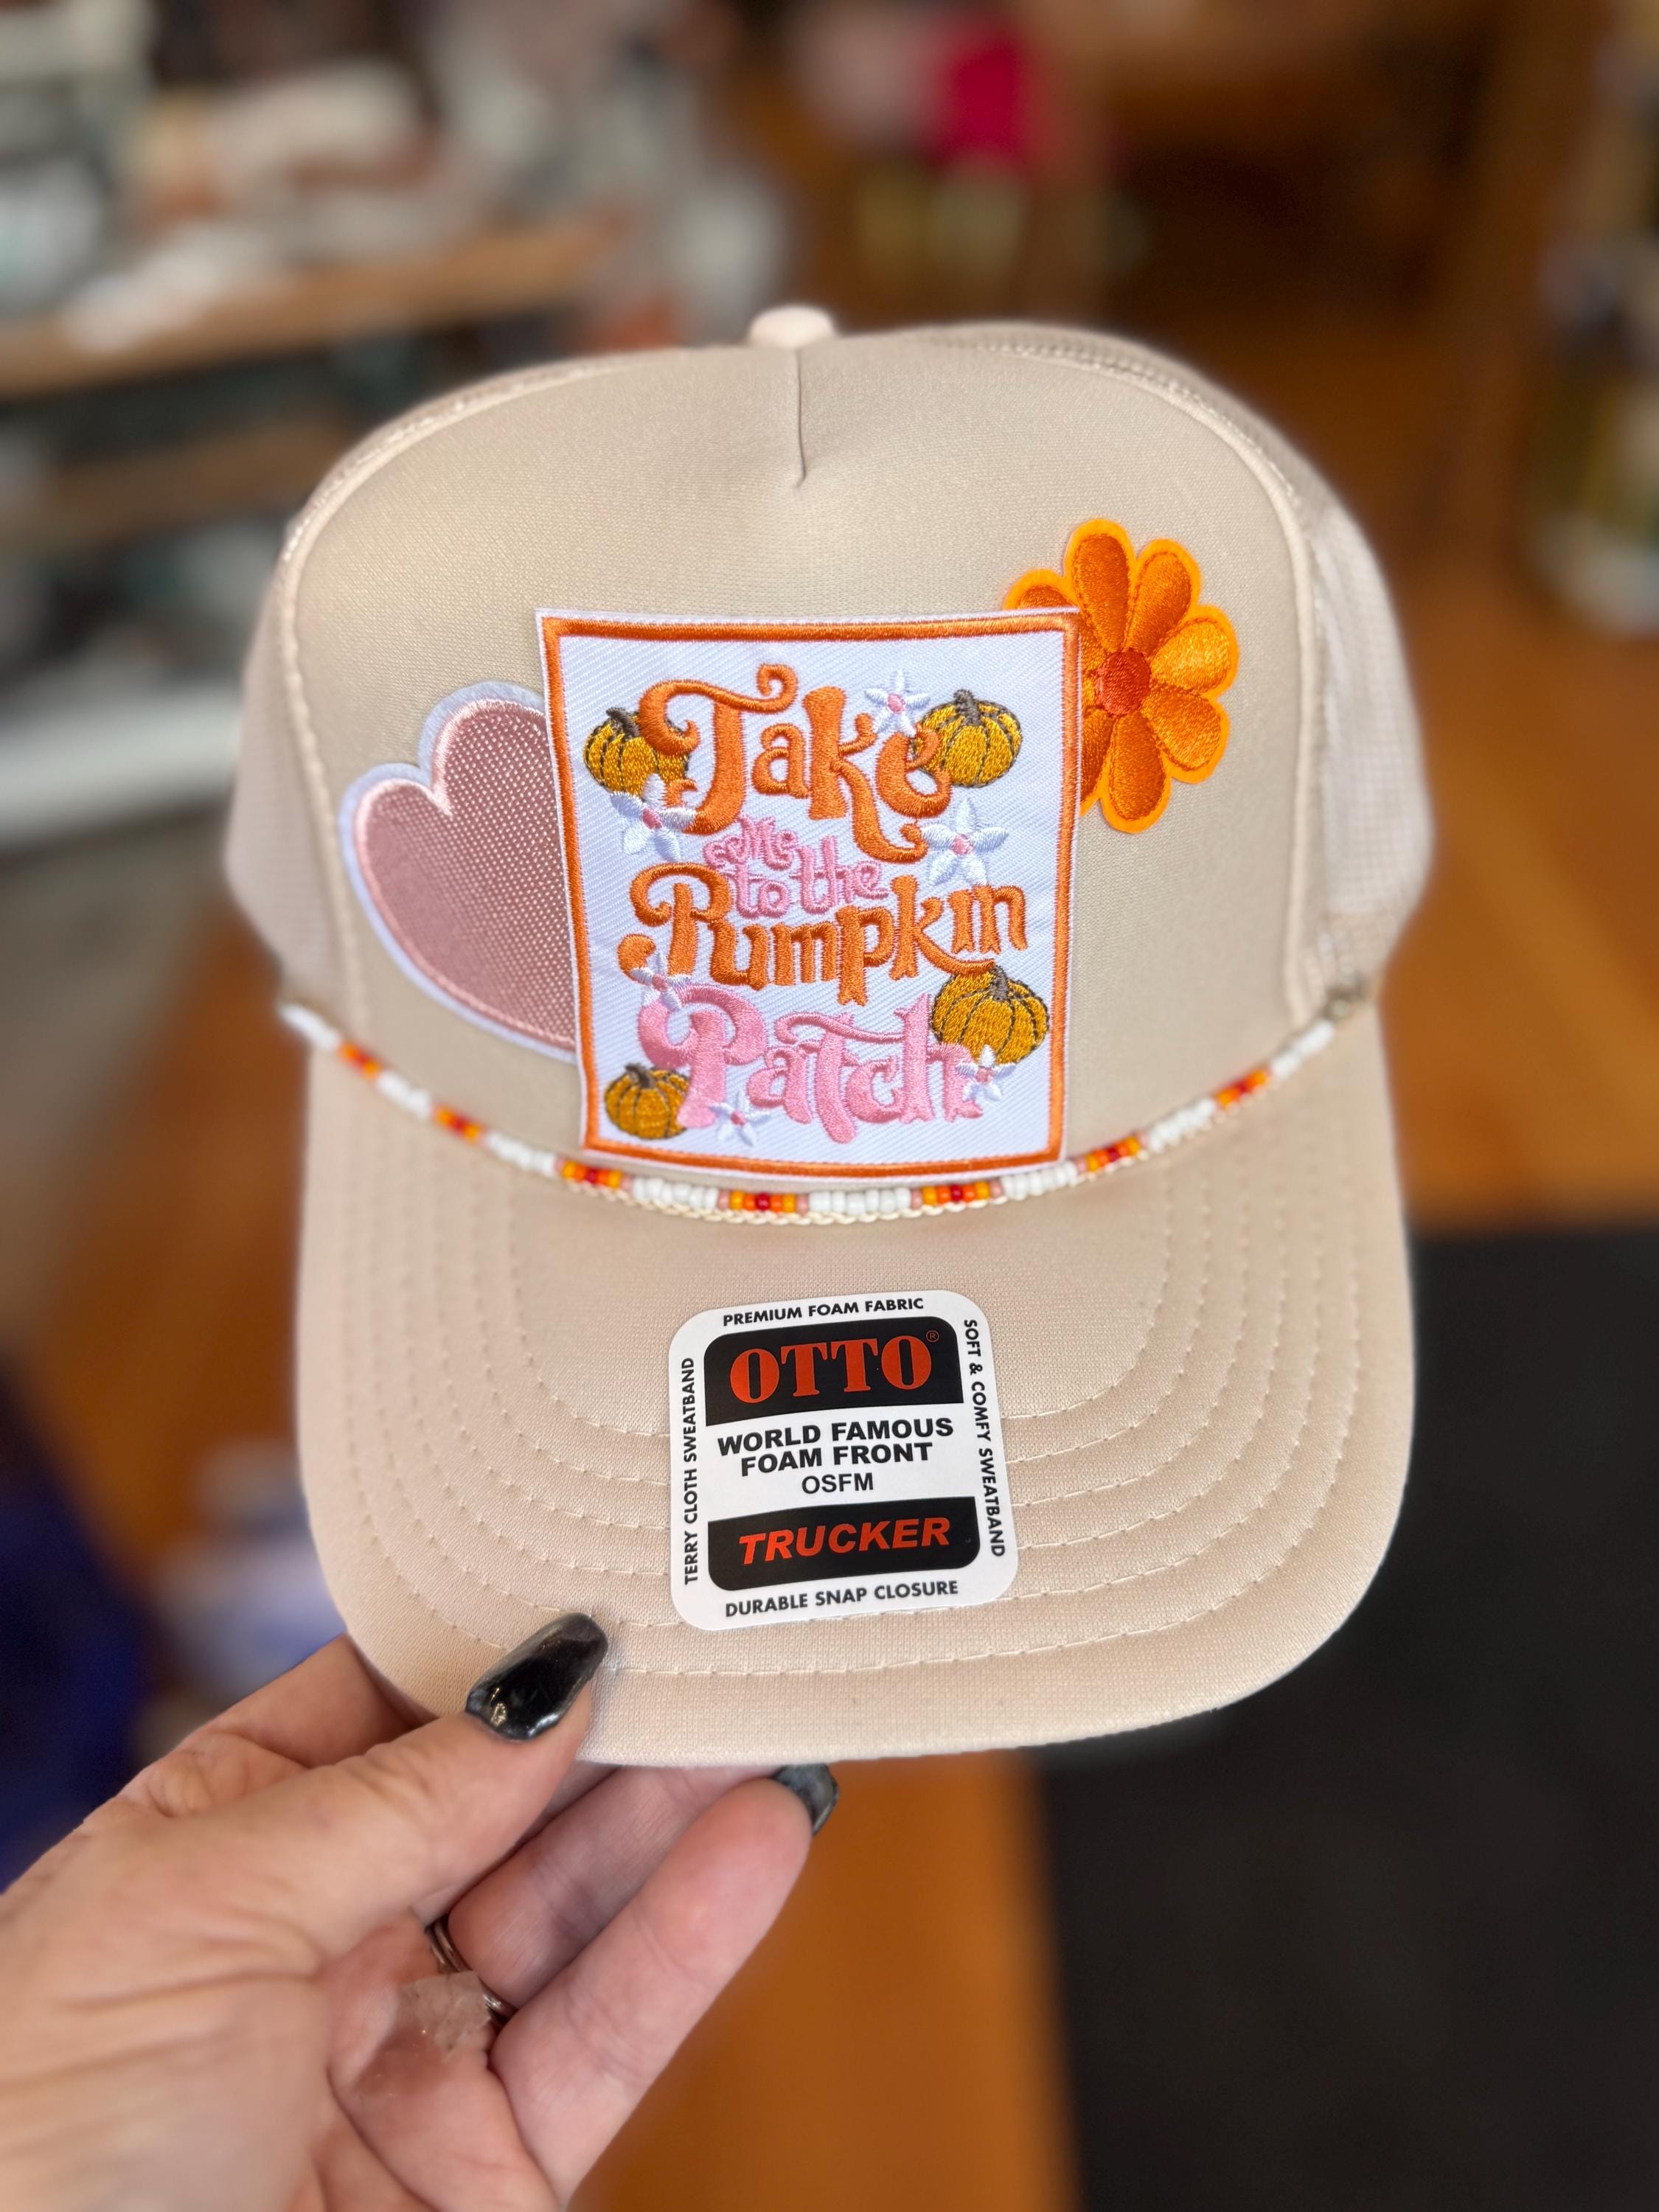 Take
me
to the
Pumpkin
Patch
PREMIUM FOAM FABRIC
OTTO®
WORLD FAMOUS
FOAM FRONT
OSFM
TRUCKER
DURABLE SNAP CLOSURE
TERRY CLOTH SWEATBAND
SOFT & COMFY SWEATBAND